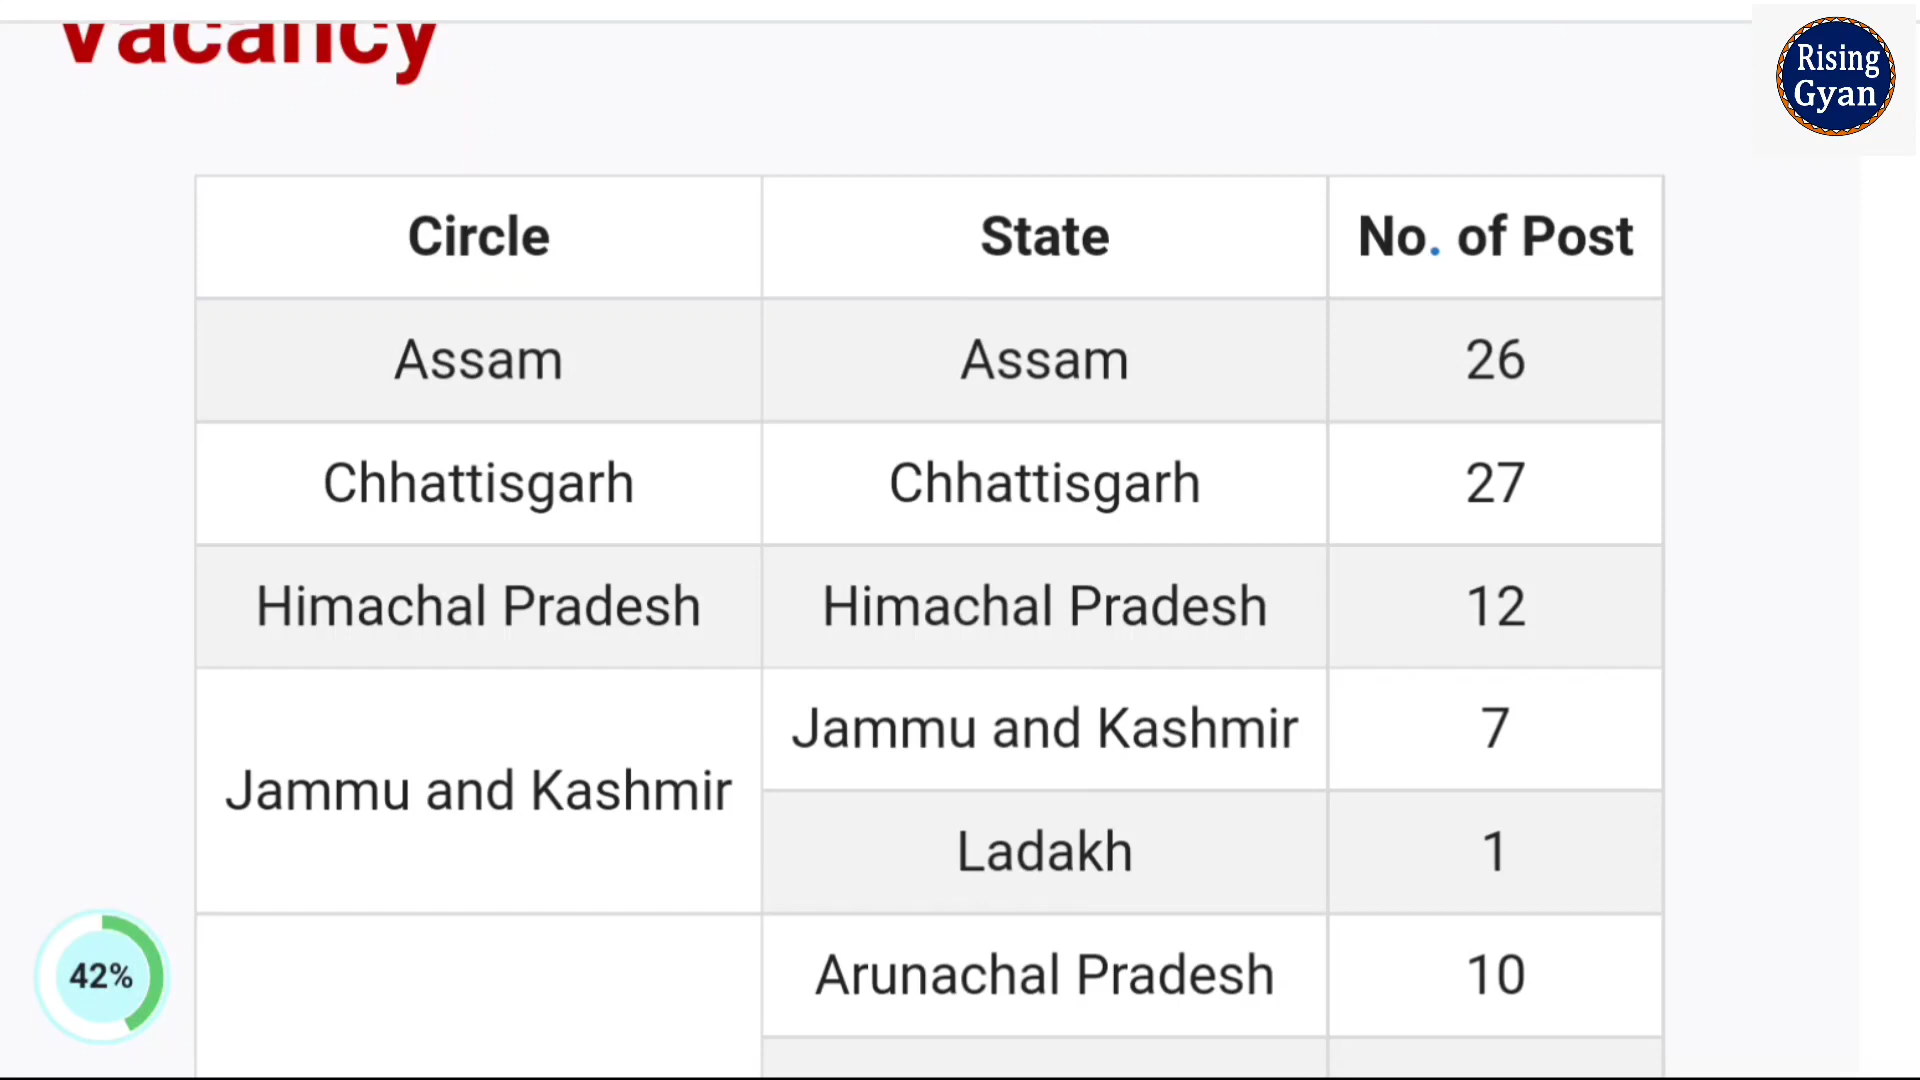 Vacancy
Rising
Gyan
Circle State No. of Post
Assam Assam 26
Chhattisgarh Chhattisgarh 27
Himachal Pradesh Himachal Pradesh 12
Jammu and Kashmir Jammu and Kashmir 7
Ladakh 1
Arunachal Pradesh 10
42%